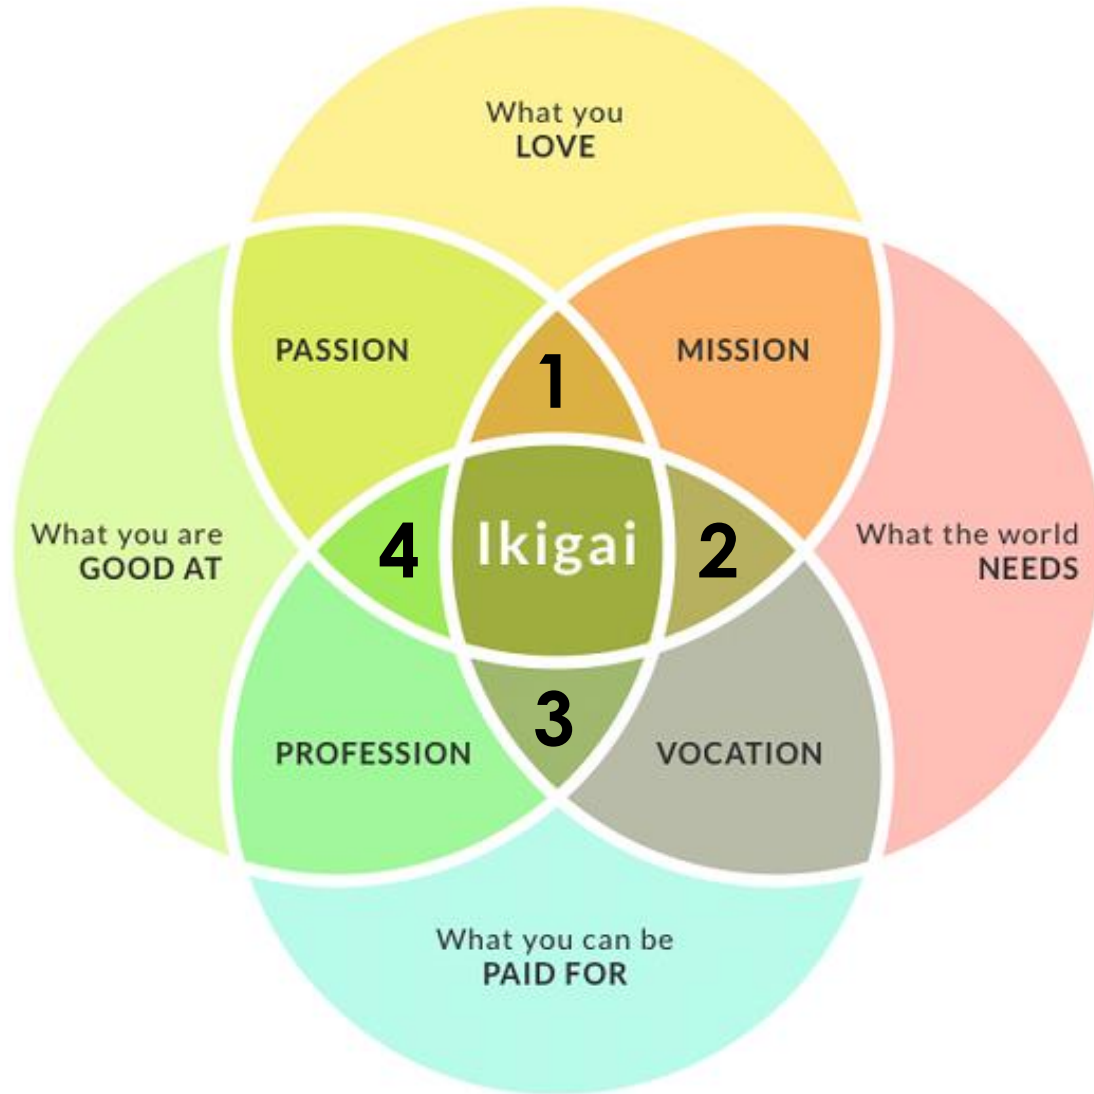 What you
LOVE
PASSION
MISSION
1
What you are
GOOD AT
4
Ikigai
2
What the world
NEEDS
3
PROFESSION
VOCATION
What you can be
PAID FOR